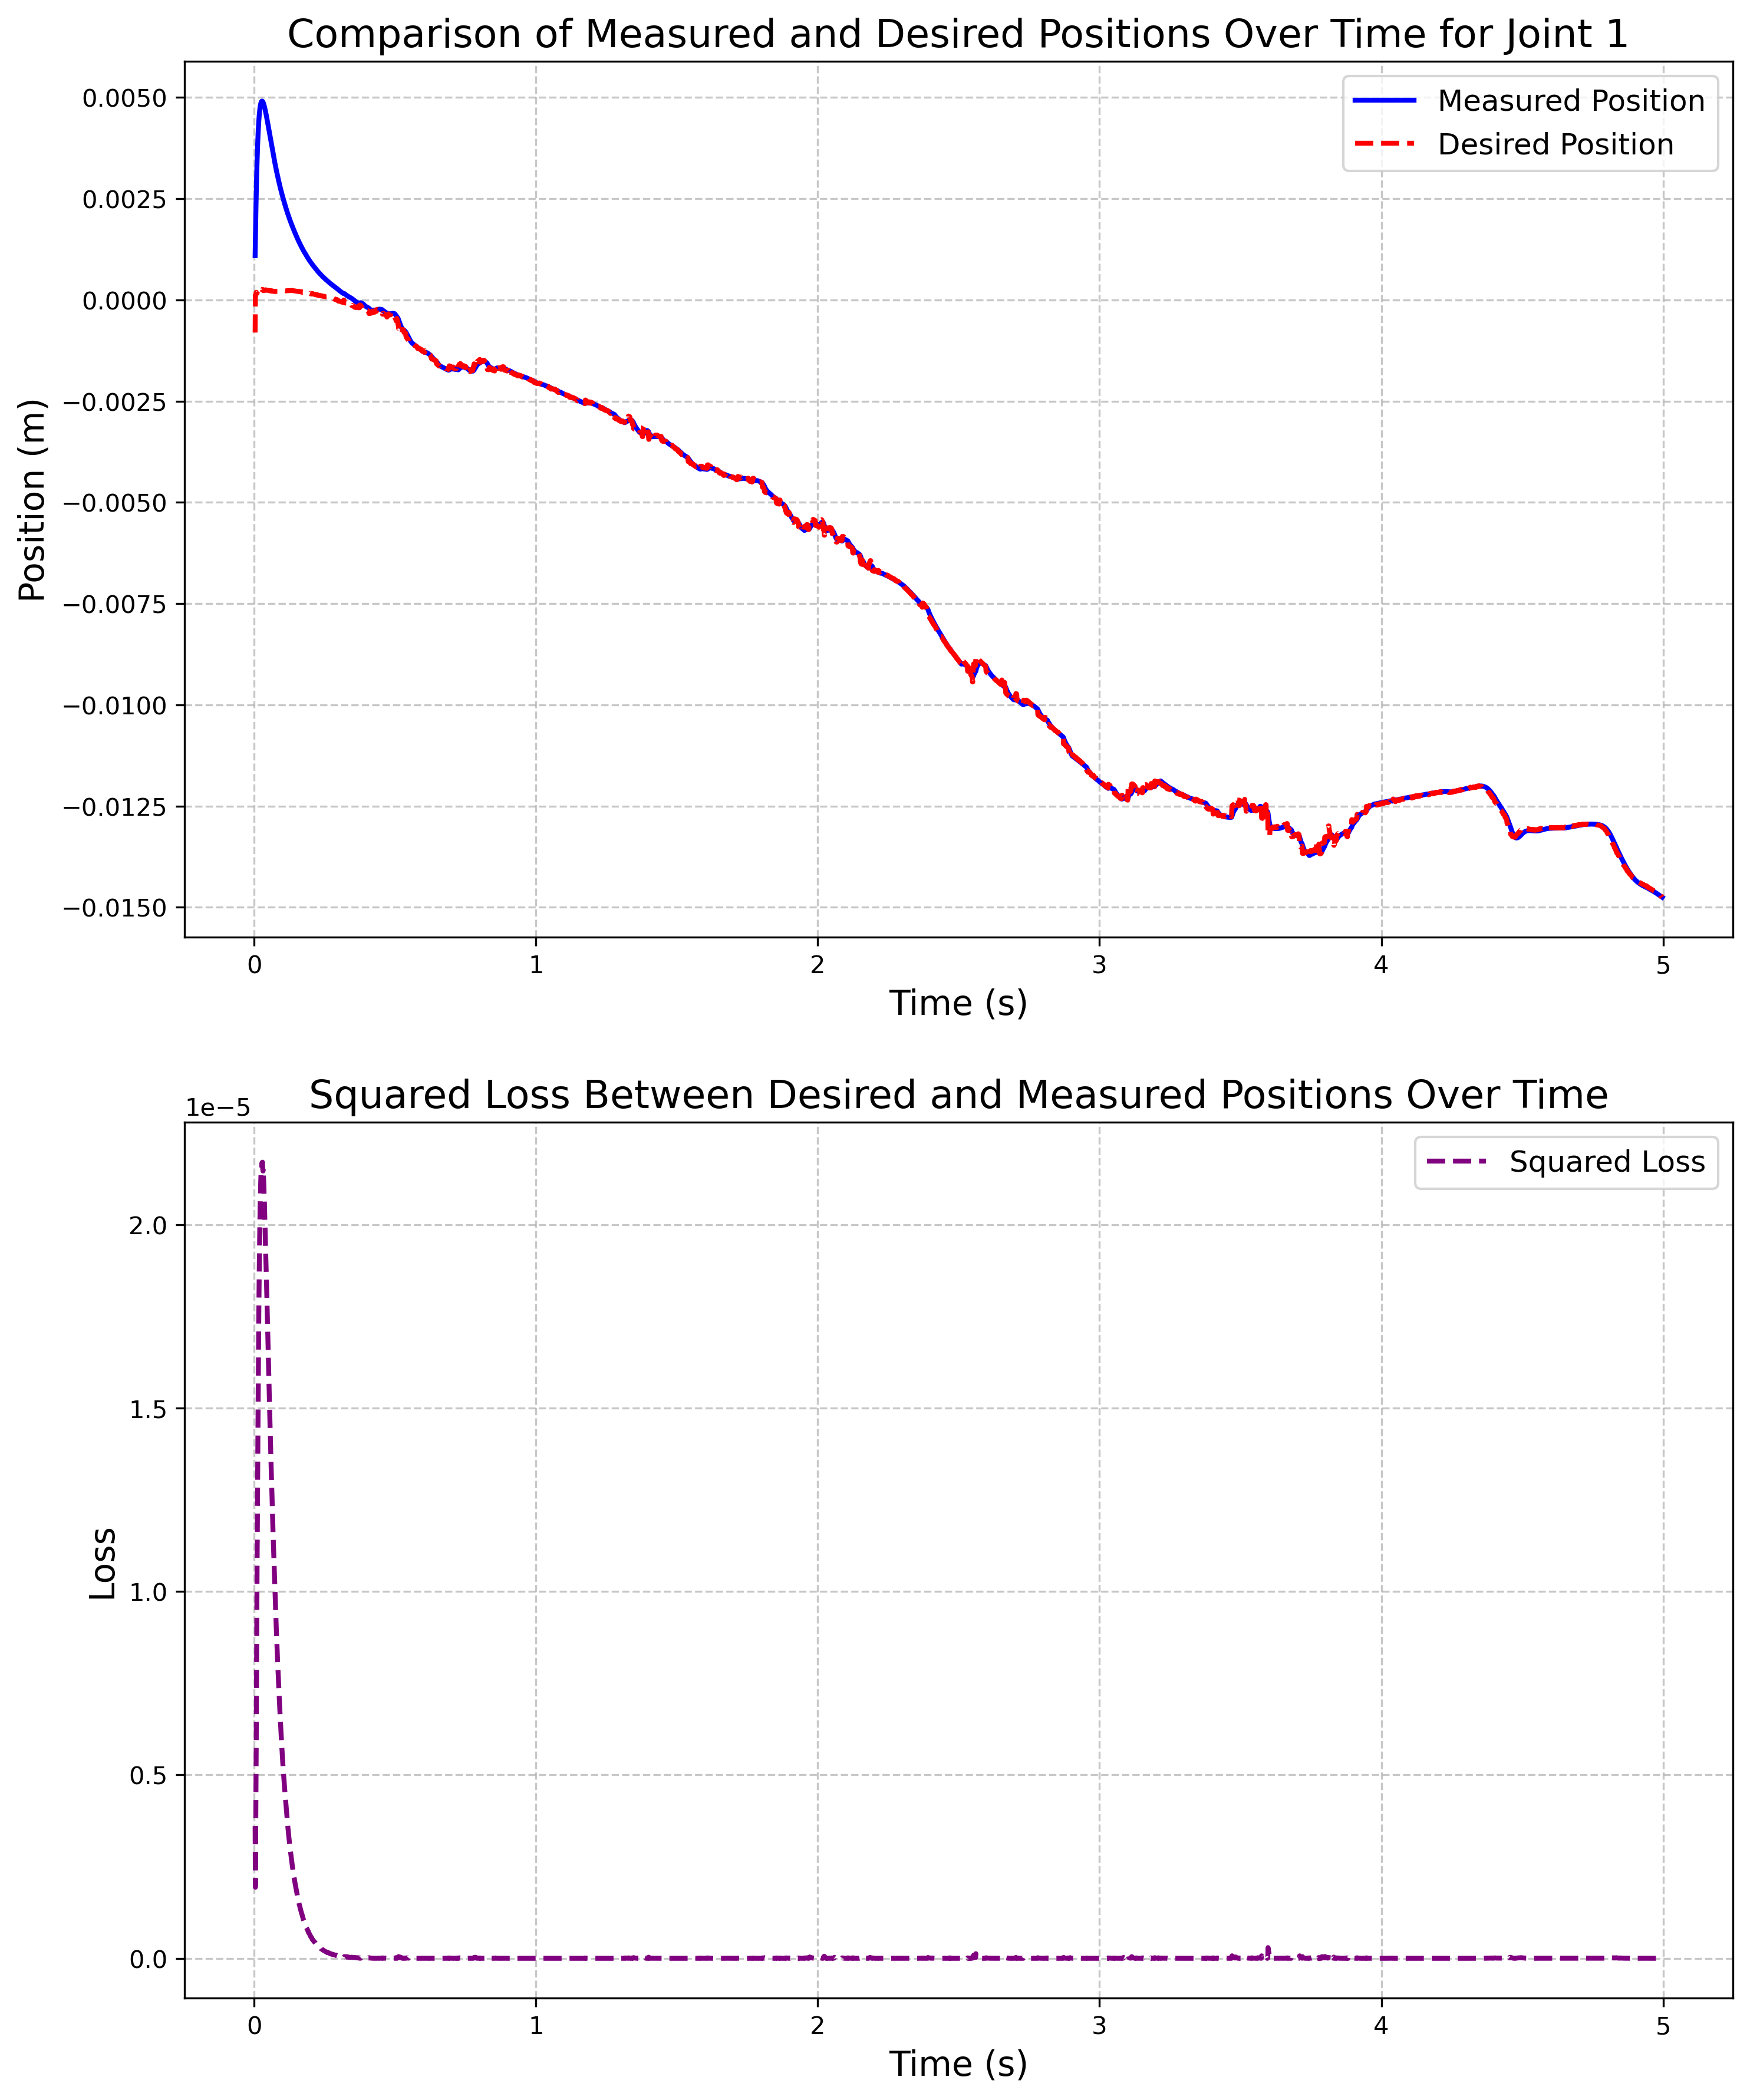 Comparison of Measured and Desired Positions Over Time for Joint 1
Measured Position
Desired Position
Position (m)
0.0050
0.0025
0.0000
−0.0025
−0.0050
−0.0075
−0.0100
−0.0125
−0.0150
0 1 2 3 4 5
Time (s)
Squared Loss Between Desired and Measured Positions Over Time
1e−5
Squared Loss
Loss
2.0
1.5
1.0
0.5
0.0
0 1 2 3 4 5
Time (s)